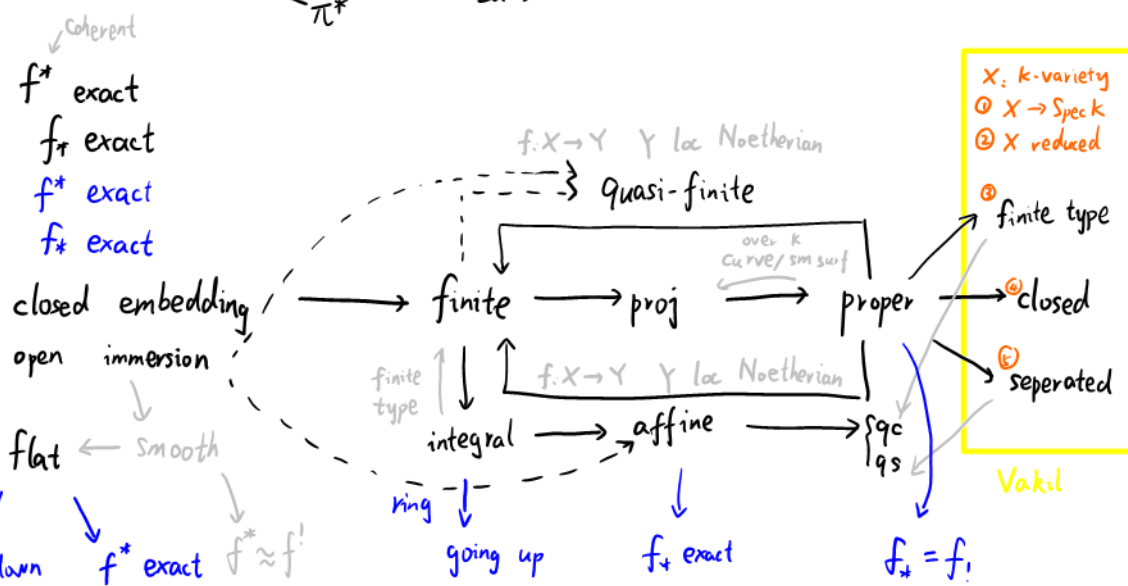 π*
coherent
f* exact
f* exact
f* exact
f* exact
closed embedding
open immersion
flat
smooth
f* exact
f* ≈ f!
f: X → Y Y loc Noetherian
quasi-finite
finite
proj
over k
curve/sm surf
proper
finite
type
f: X → Y Y loc Noetherian
integral
affine
qc
qs
ring
going up
f* exact
f* = f!
X: k-variety
① X → Spec k
② X reduced
③ finite type
④ closed
⑤ seperated
Vakil